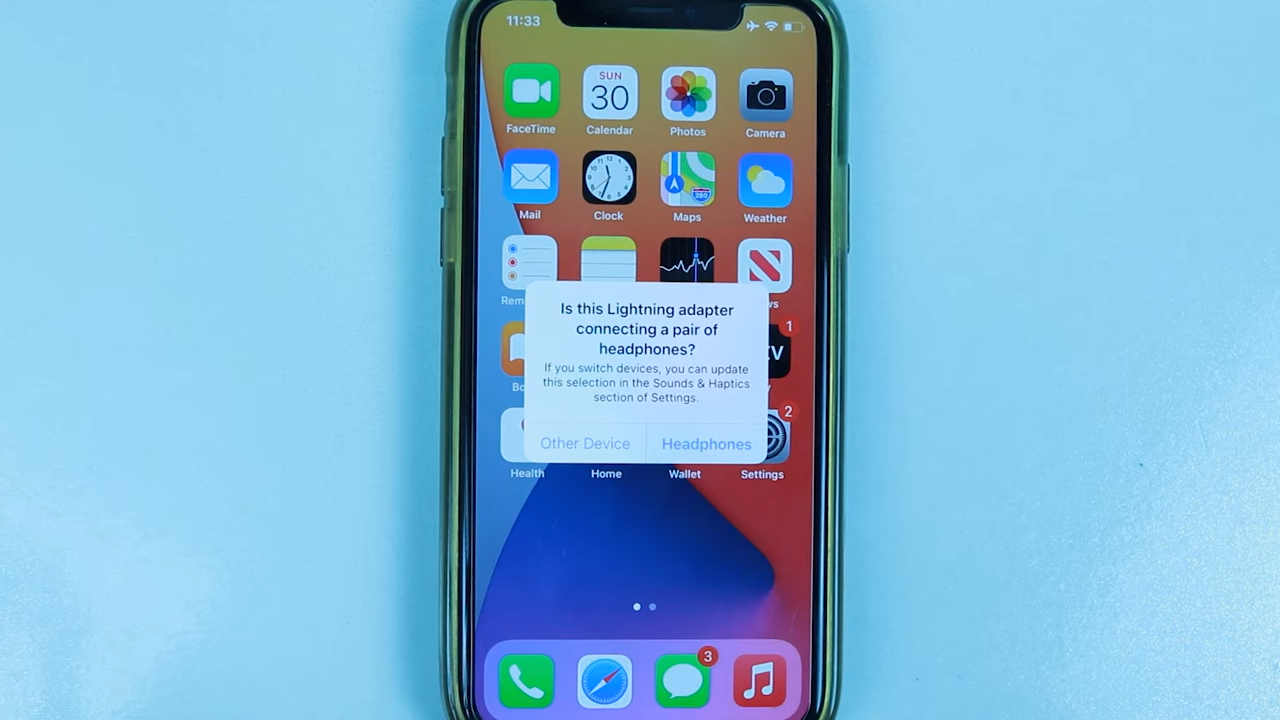 11:33
SUN
30
FaceTime
Calendar
Photos
Camera
12
Mail
Clock
Maps
Weather
280
1
Is this Lightning adapter
connecting a pair of
headphones?
If you switch devices, you can update
this selection in the Sounds & Haptics
section of Settings.
2
Other Device
Headphones
Health
Home
Wallet
Settings
3